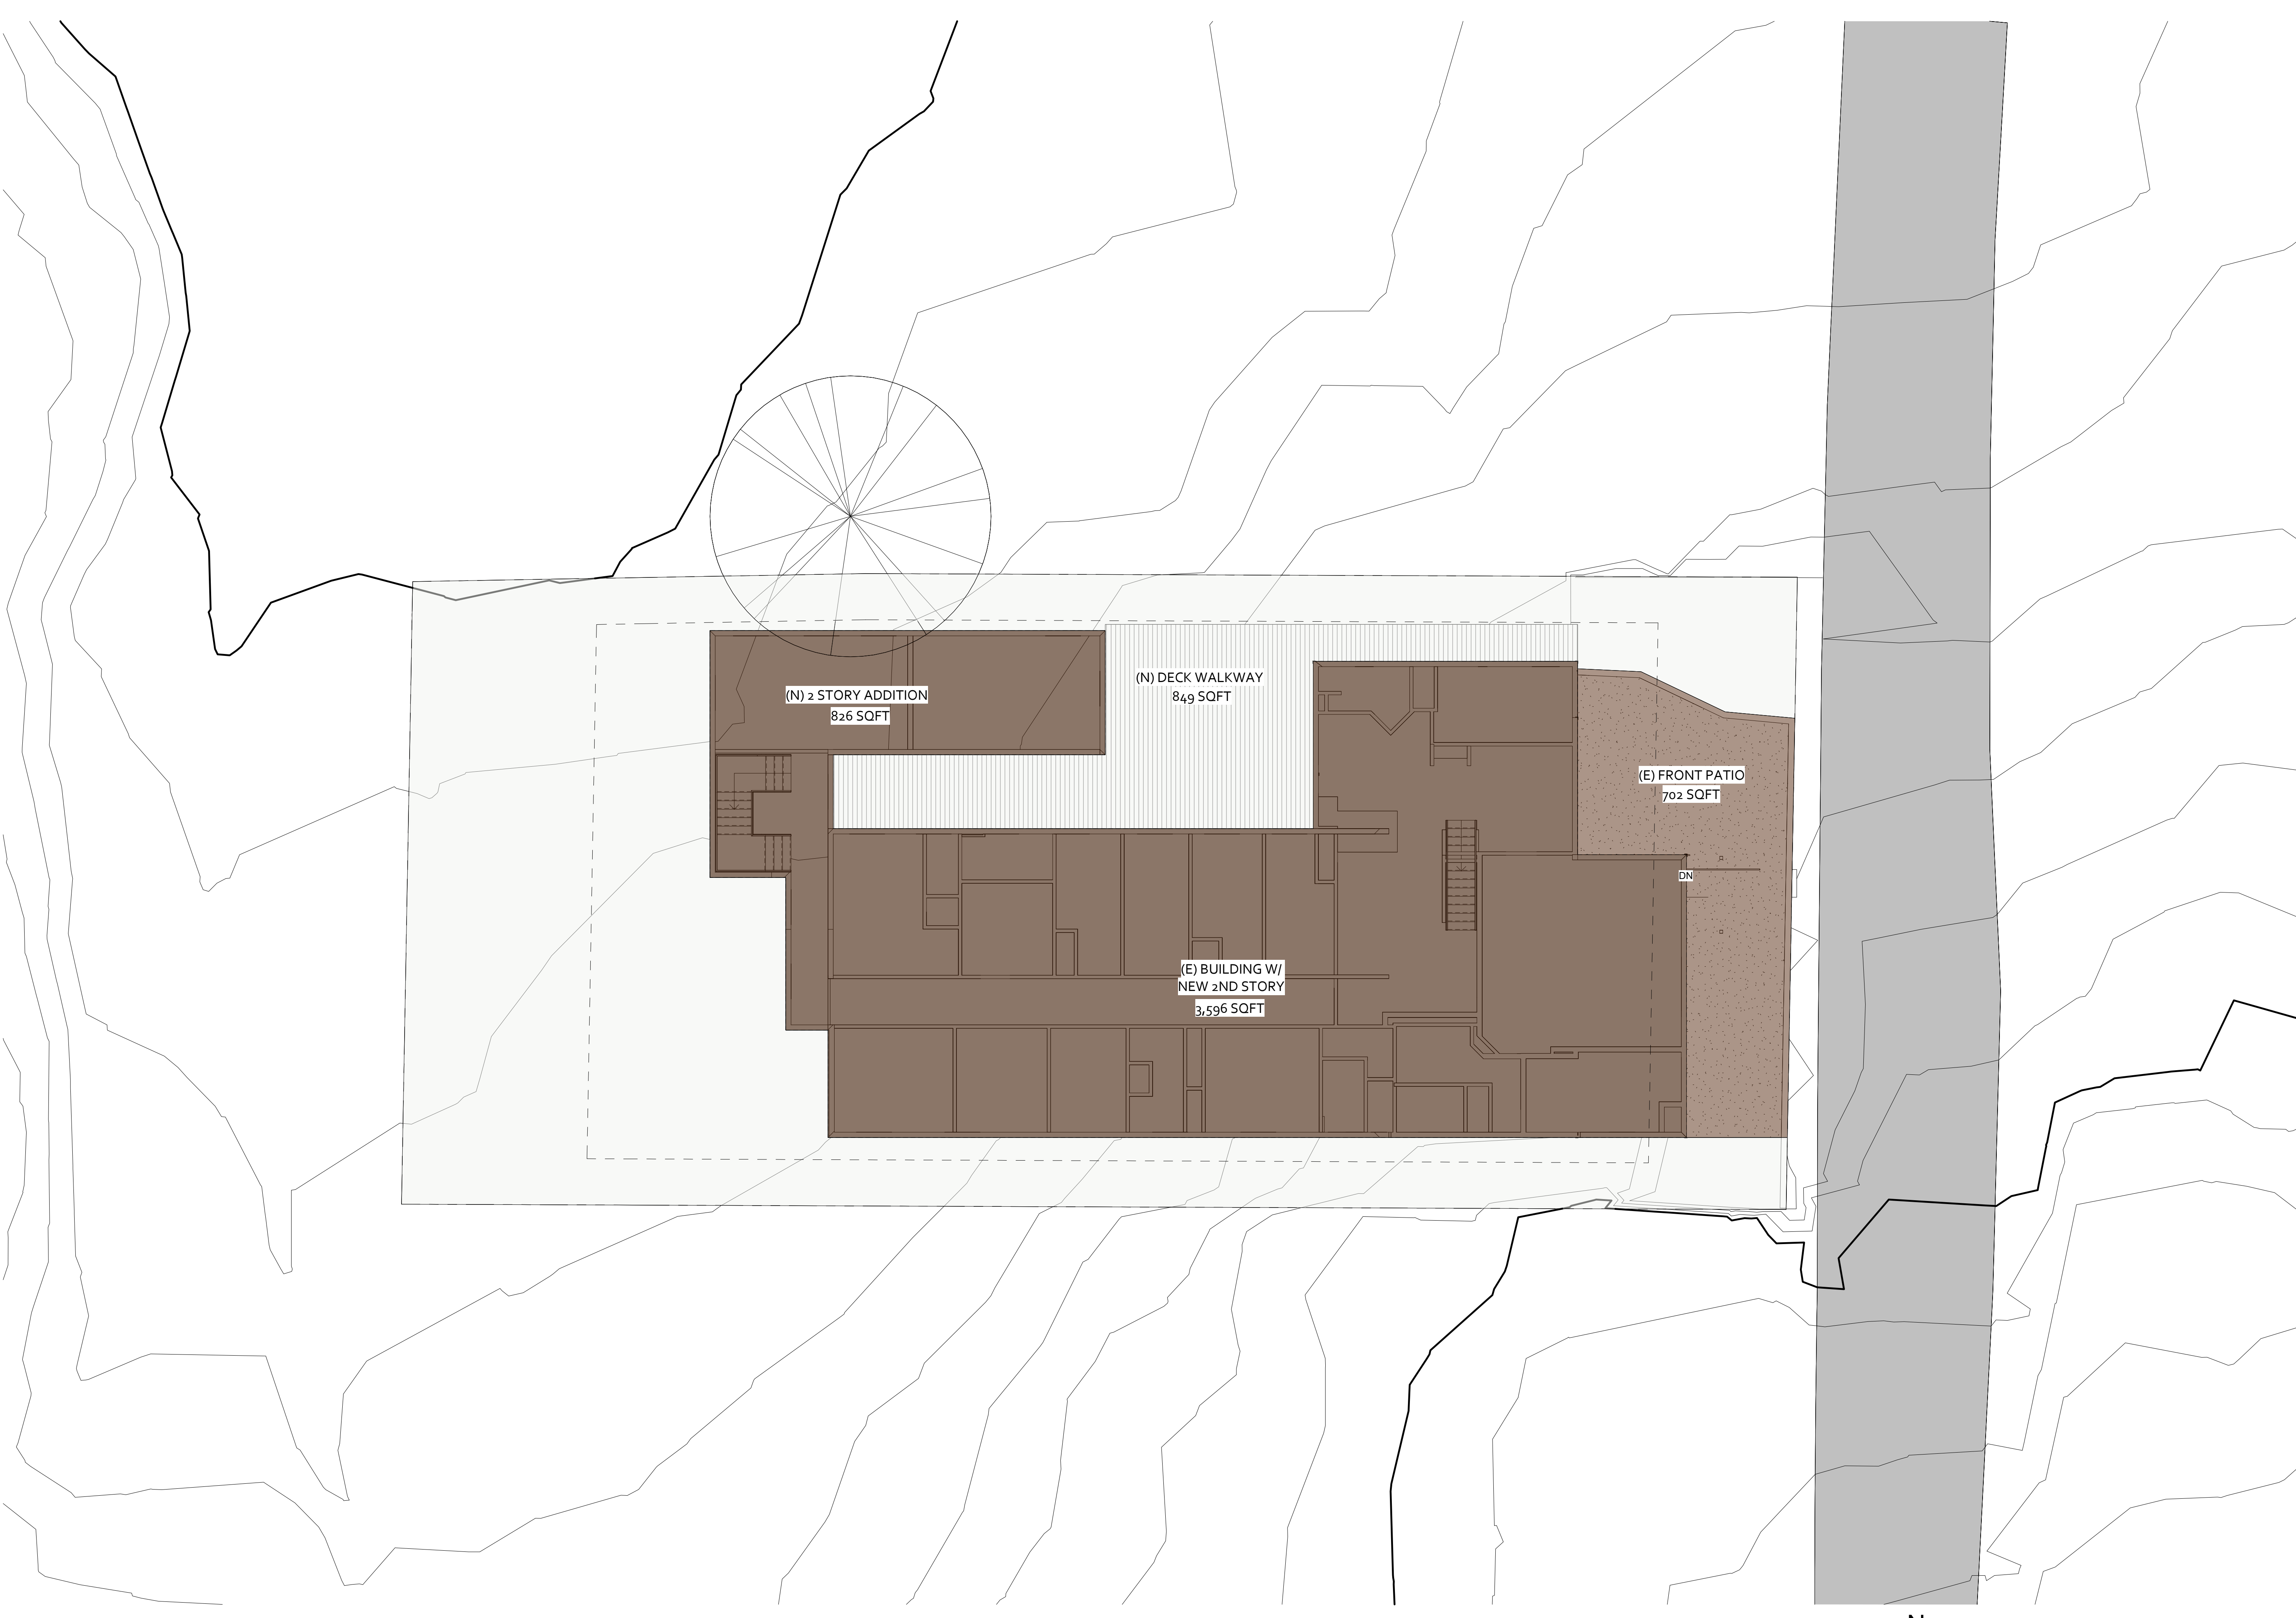 (N) DECK WALKWAY
849 SQFT
(N) 2 STORY ADDITION
826 SQFT
(E) FRONT PATIO
702 SQFT
DN
(E) BUILDING W/
NEW 2ND STORY
3,596 SQFT